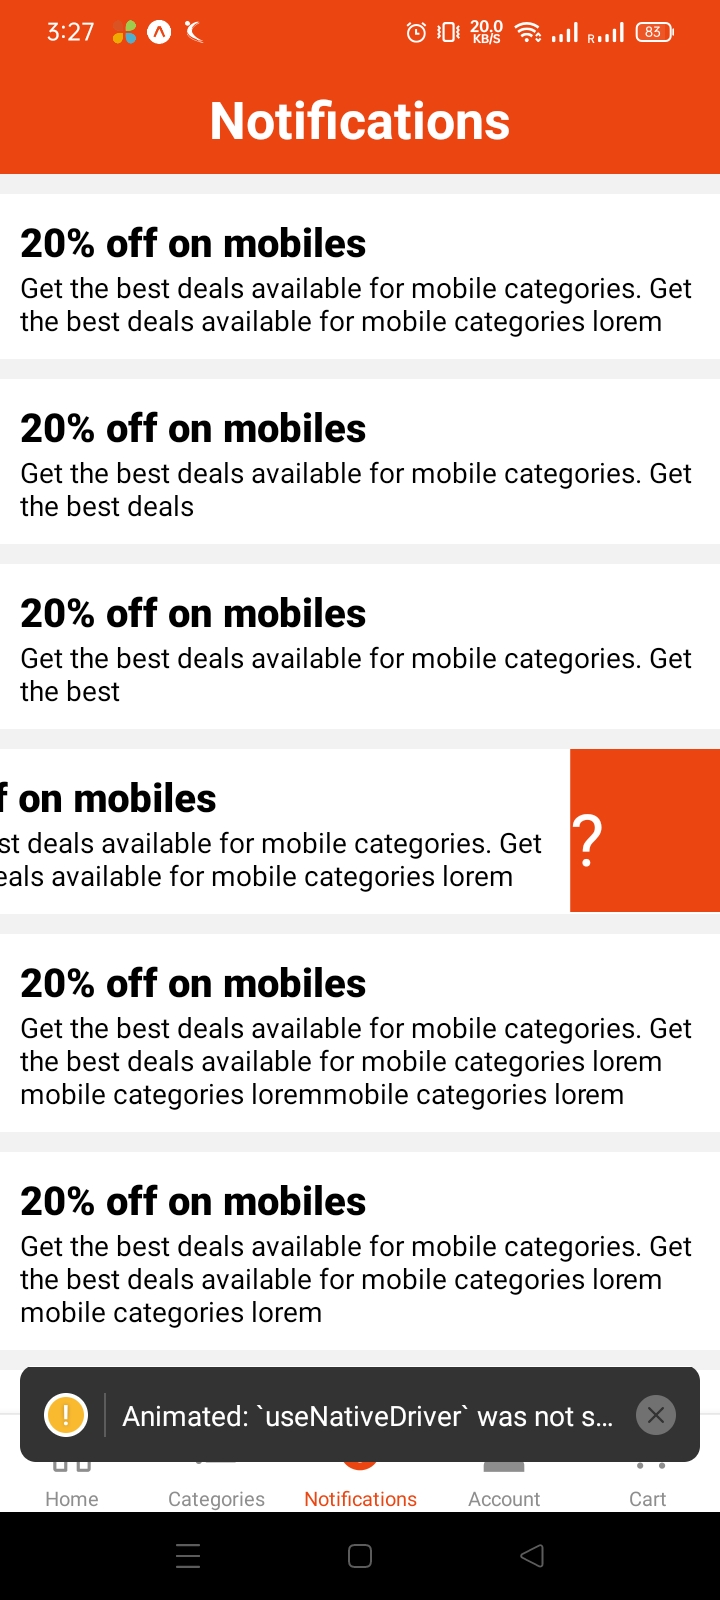 3:27
20.0
KB/S
R
83
Notifications
20% off on mobiles
Get the best deals available for mobile categories. Get
the best deals available for mobile categories lorem
20% off on mobiles
Get the best deals available for mobile categories. Get
the best deals
20% off on mobiles
Get the best deals available for mobile categories. Get
the best
f on mobiles
st deals available for mobile categories. Get
eals available for mobile categories lorem
?
20% off on mobiles
Get the best deals available for mobile categories. Get
the best deals available for mobile categories lorem
mobile categories loremmobile categories lorem
20% off on mobiles
Get the best deals available for mobile categories. Get
the best deals available for mobile categories lorem
mobile categories lorem
! Animated: `useNativeDriver` was not s...
Home Categories Notifications Account Cart